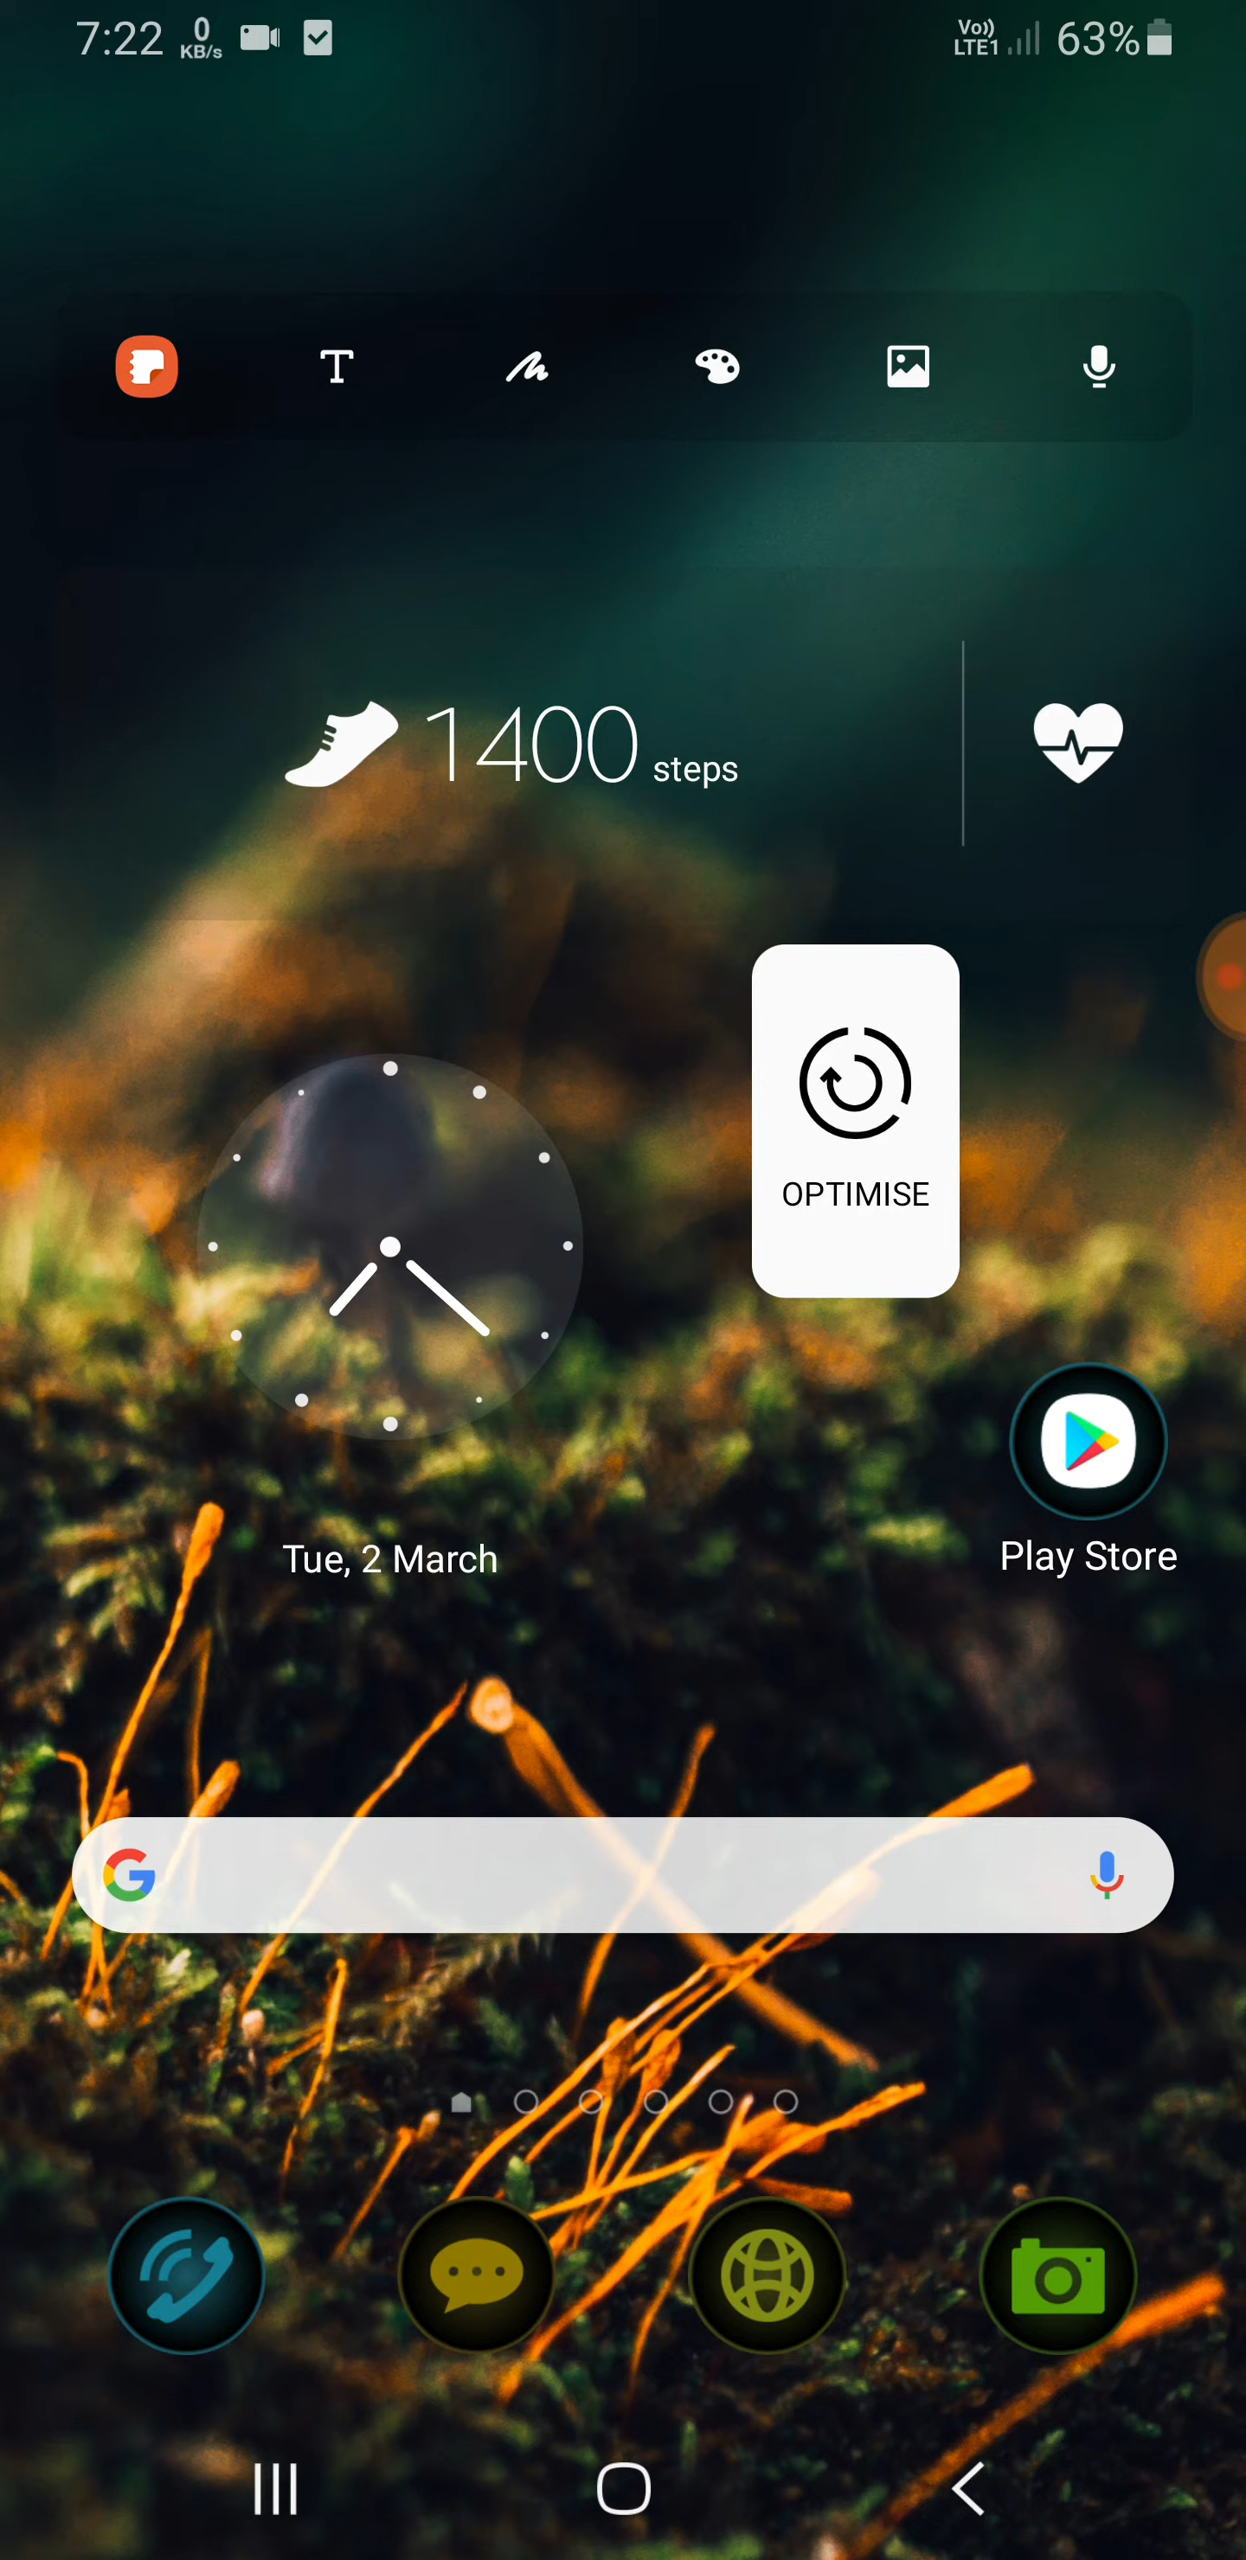 7:22 0 KB/s Vo)) LTE1 63%
1400 steps
OPTIMISE
Tue, 2 March
Play Store